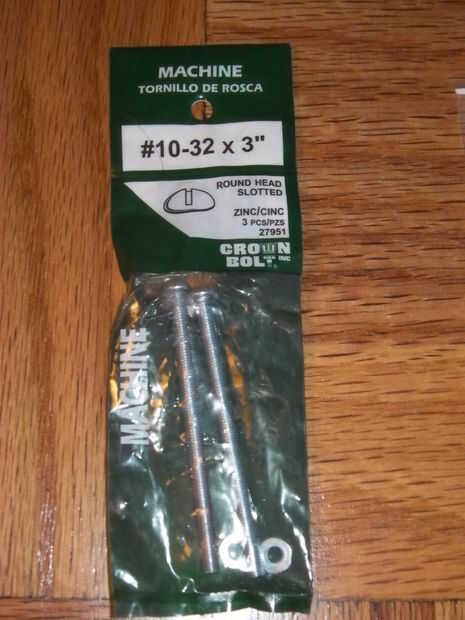 MACHINE
TORNILLO DE ROSCA
#10-32 x 3"
ROUND HEAD
SLOTTED
ZINC/CINC
3 PCS/PZS
27951
CROWN
BOLT INC
MACHINE